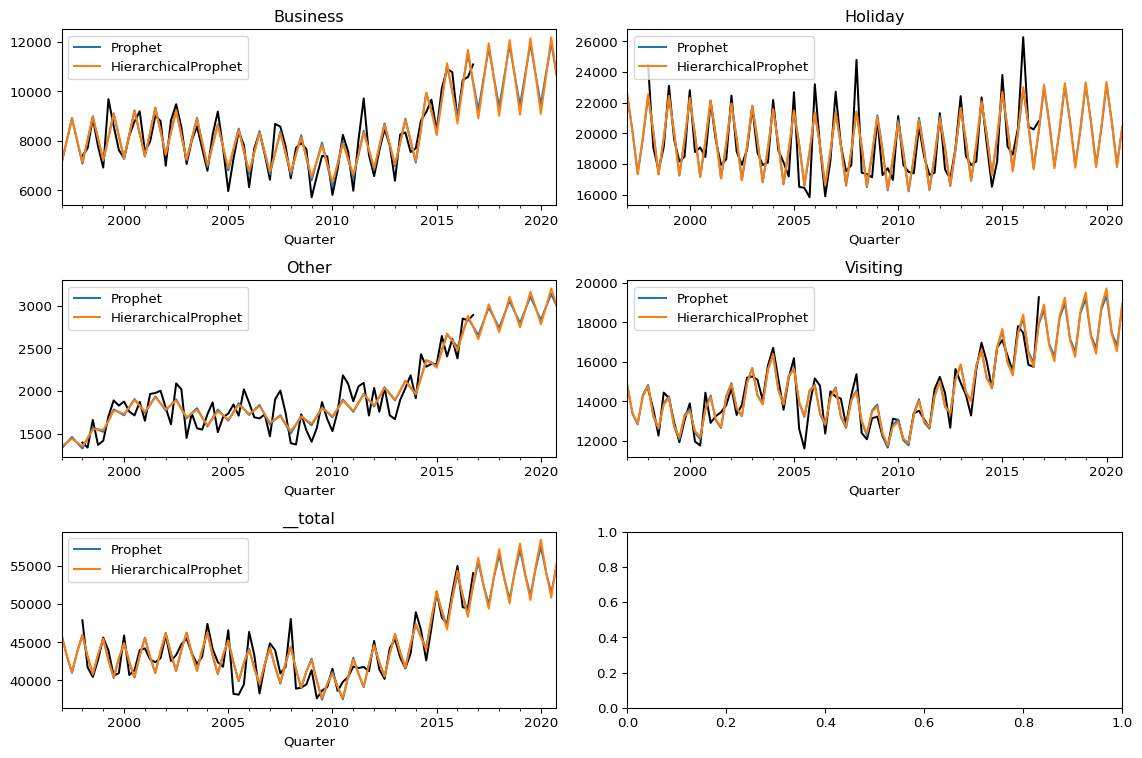 Business
12000
10000
8000
6000
Prophet
HierarchicalProphet
2000 2005 2010 2015 2020
Quarter
Holiday
26000
24000
22000
20000
18000
16000
Prophet
HierarchicalProphet
2000 2005 2010 2015 2020
Quarter
Other
3000
2500
2000
1500
Prophet
HierarchicalProphet
2000 2005 2010 2015 2020
Quarter
Visiting
20000
18000
16000
14000
12000
Prophet
HierarchicalProphet
2000 2005 2010 2015 2020
Quarter
__total
55000
50000
45000
40000
Prophet
HierarchicalProphet
2000 2005 2010 2015 2020
Quarter
1.0
0.8
0.6
0.4
0.2
0.0
0.0 0.2 0.4 0.6 0.8 1.0